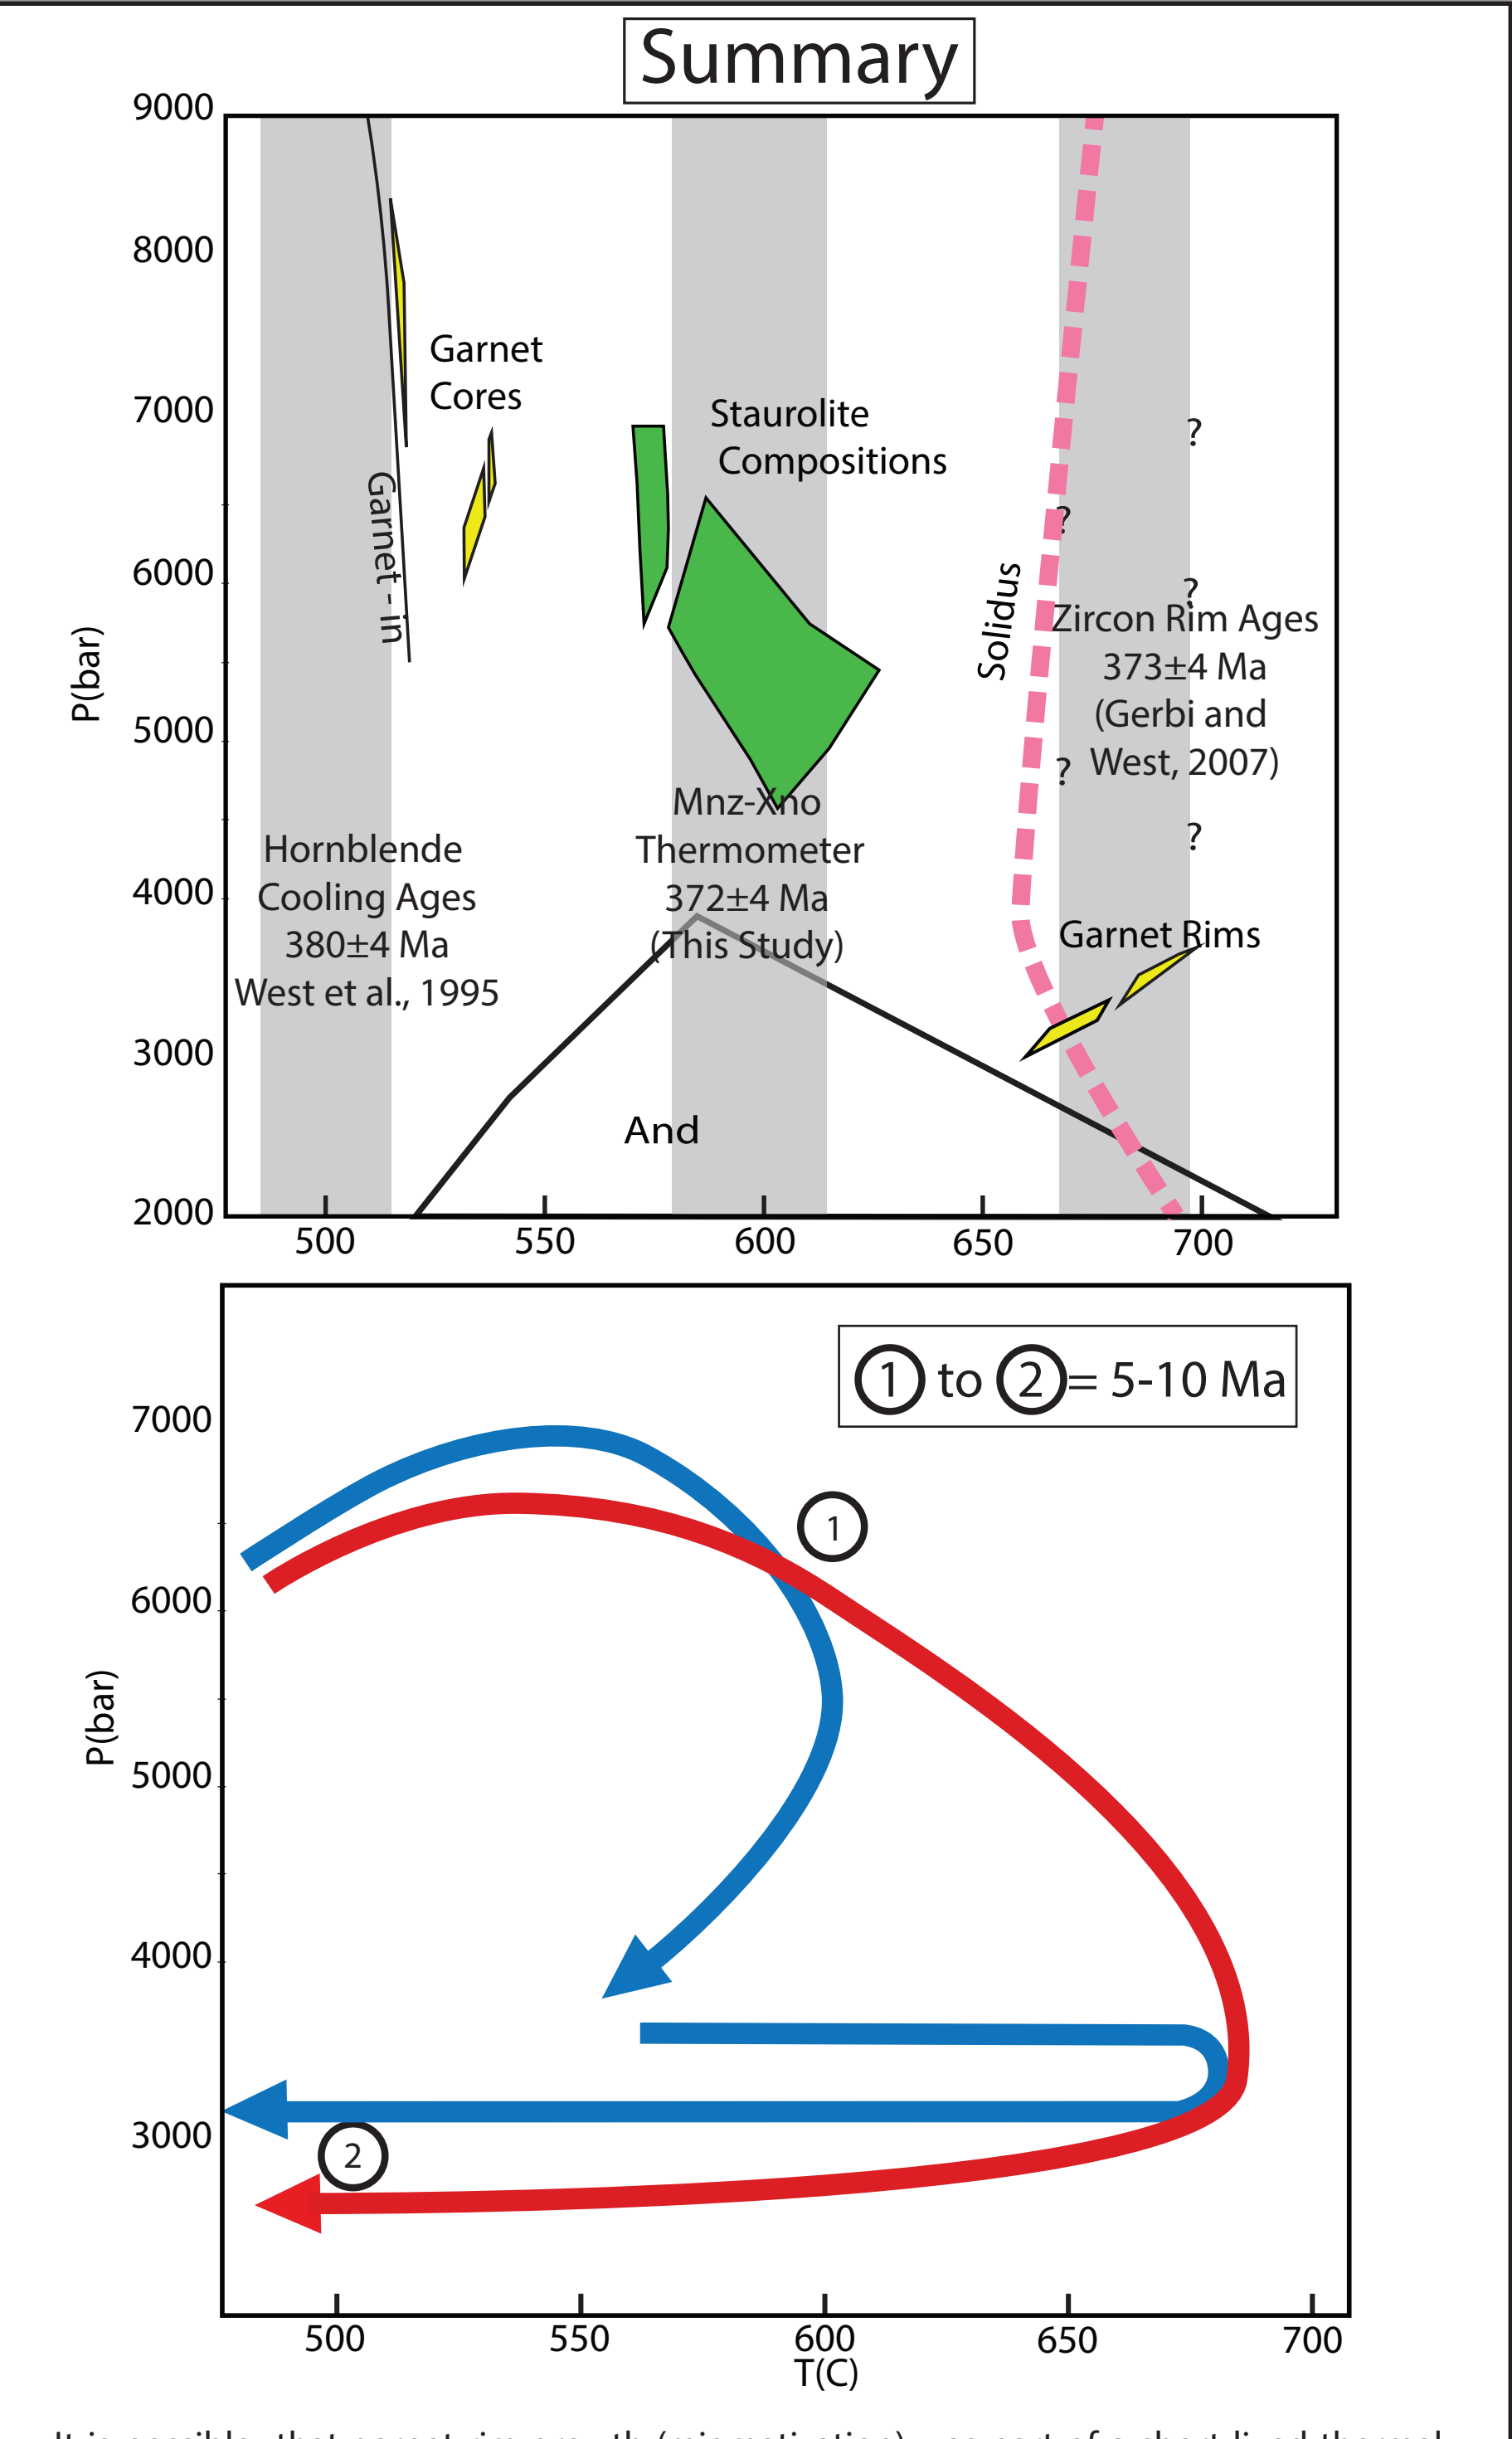 Summary
9000
8000
7000
6000
5000
4000
3000
2000
P(bar)
Garnet - in
Garnet
Cores
Staurolite
Compositions
Solidus
?
?
?
Zircon Rim Ages
373±4 Ma
(Gerbi and
West, 2007)
?
?
Mnz-Xno
Thermometer
372±4 Ma
(This Study)
Hornblende
Cooling Ages
380±4 Ma
West et al., 1995
Garnet Rims
And
500 550 600 650 700
1 to 2 = 5-10 Ma
7000
6000
5000
4000
3000
P(bar)
1
2
500 550 600 650 700
T(C)